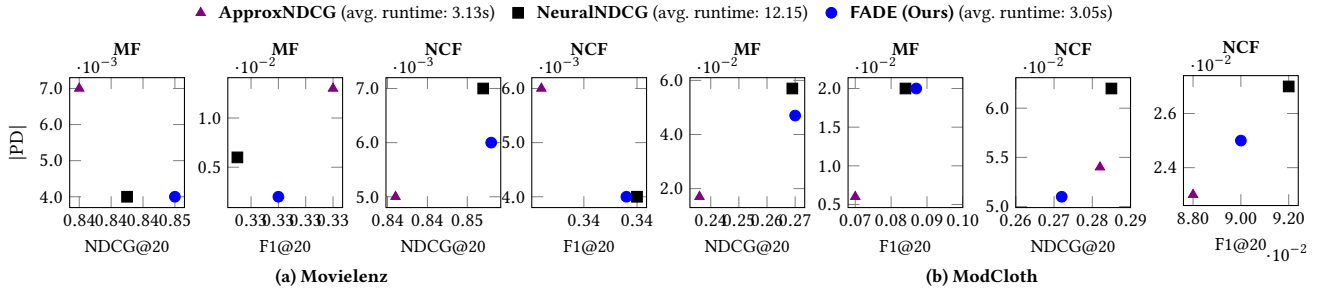 ApproxNDCG (avg. runtime: 3.13s) NeuralNDCG (avg. runtime: 12.15) FADE (Ours) (avg. runtime: 3.05s)
MF MF NCF NCF MF MF NCF NCF
·10⁻³ ·10⁻² ·10⁻³ ·10⁻³ ·10⁻² ·10⁻² ·10⁻² ·10⁻²
|PD|
7.0
6.0
5.0
4.0
0.84 0.84 0.84 0.85
NDCG@20
1.0
0.5
0.33 0.33 0.33 0.33
F1@20
7.0
6.0
5.0
0.84 0.84 0.85
NDCG@20
6.0
5.0
4.0
0.34 0.34
F1@20
6.0
4.0
2.0
0.24 0.25 0.26 0.27
NDCG@20
2.0
1.5
1.0
0.5
0.07 0.08 0.09 0.10
F1@20
6.0
5.5
5.0
0.26 0.27 0.28 0.29
NDCG@20
2.6
2.4
8.80 9.00 9.20
F1@20 ·10⁻²
(a) Movielenz (b) ModCloth